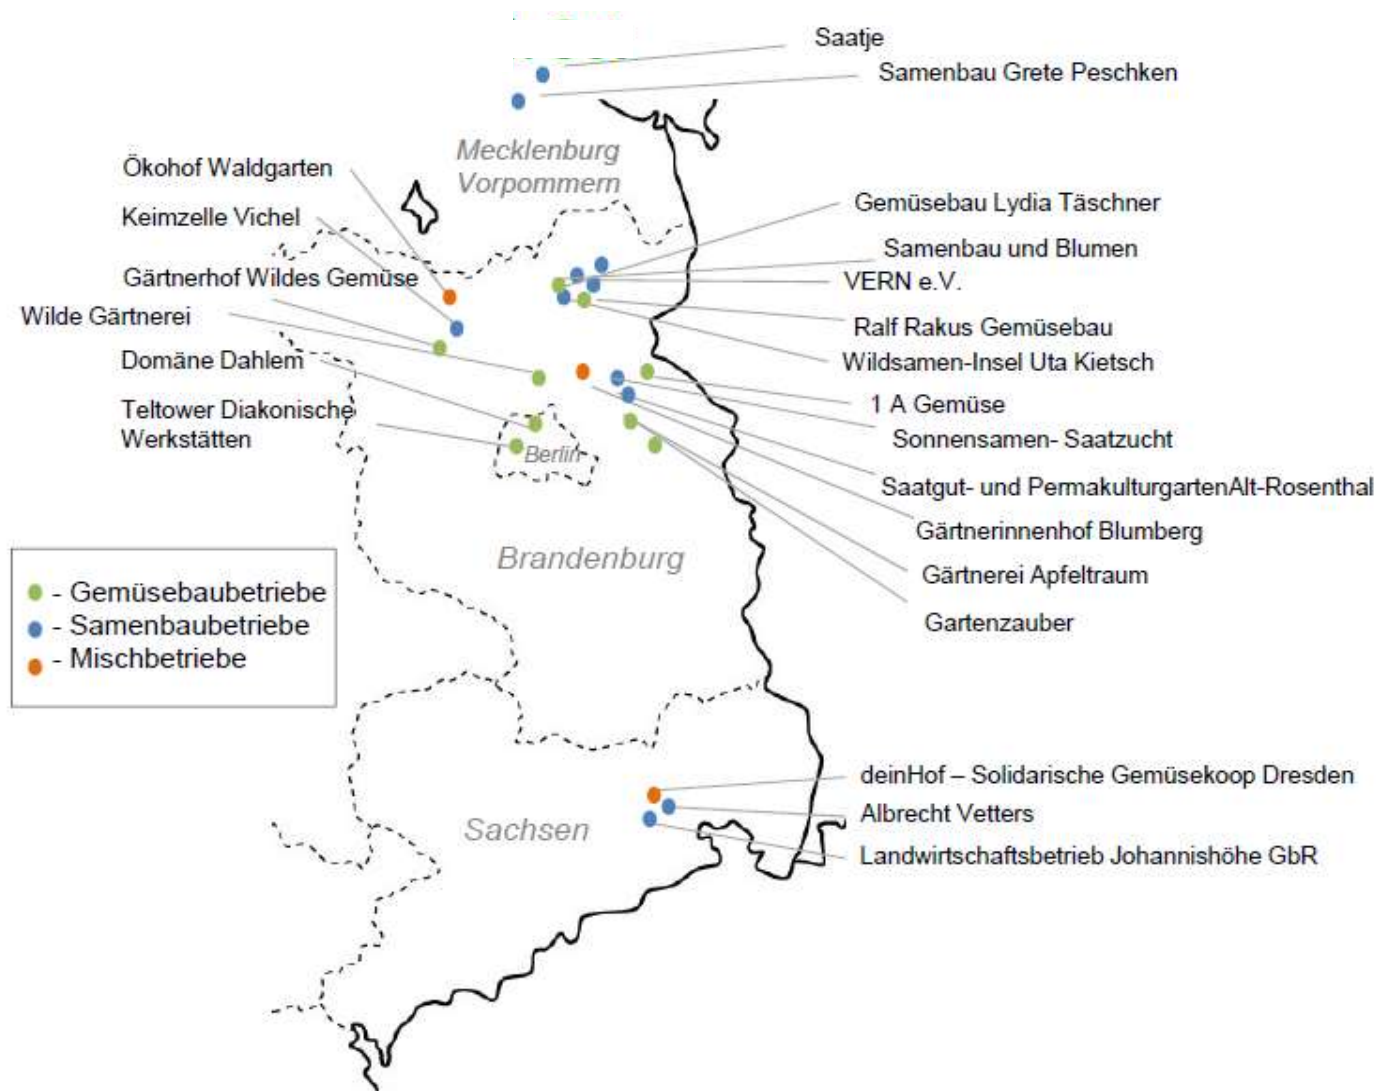 Saatje
Samenbau Grete Peschken
Mecklenburg
Vorpommern
Ökohof Waldgarten
Keimzelle Vichel
Gärtnerhof Wildes Gemüse
Wilde Gärtnerei
Domäne Dahlem
Teltower Diakonische
Werkstätten
Gemüsebau Lydia Täschner
Samenbau und Blumen
VERN e.V.
Ralf Rakus Gemüsebau
Wildsamen-Insel Uta Kietsch
1 A Gemüse
Sonnensamen- Saatzucht
Saatgut- und PermakulturgartenAlt-Rosenthal
Gärtnerinnenhof Blumberg
Gärtnerei Apfeltraum
Gartenzauber
Berlin
Brandenburg
- Gemüsebaubetriebe
- Samenbaubetriebe
- Mischbetriebe
Sachsen
deinHof – Solidarische Gemüsekoop Dresden
Albrecht Vetters
Landwirtschaftsbetrieb Johannishöhe GbR